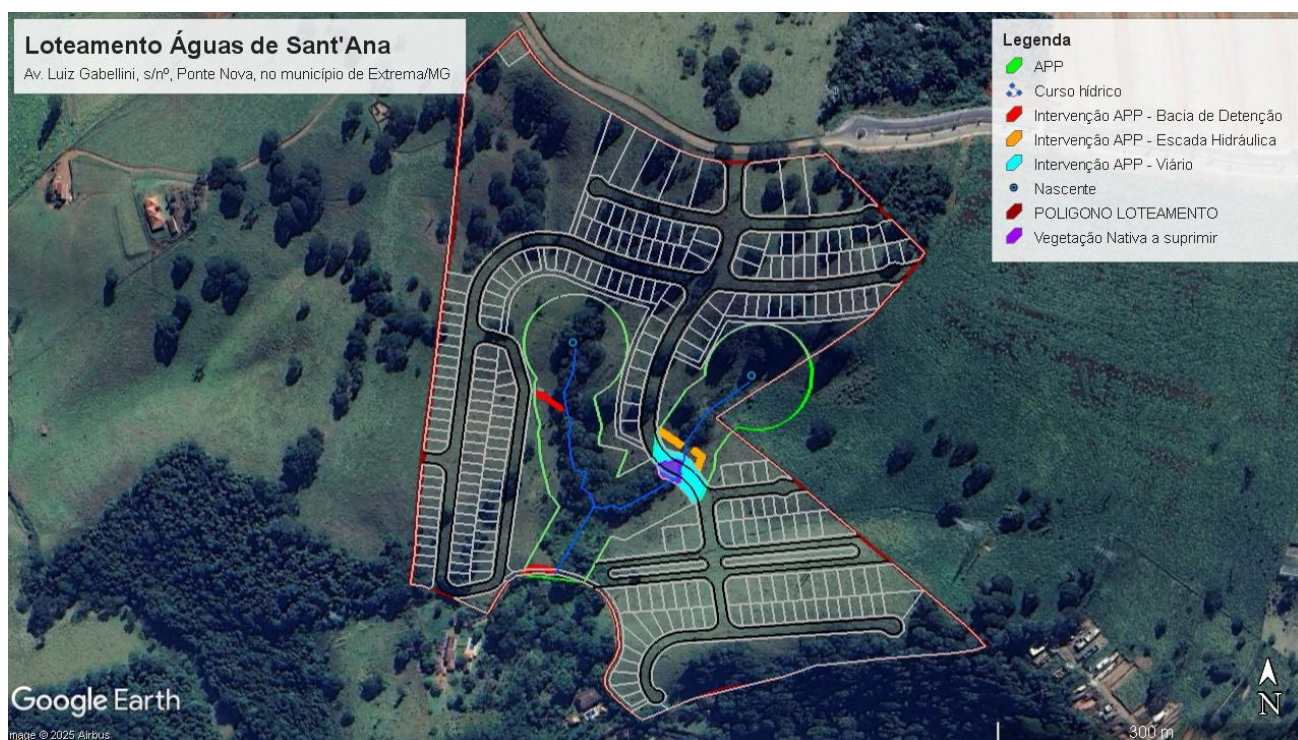 Loteamento Águas de Sant'Ana
Av. Luiz Gabellini, s/nº, Ponte Nova, no município de Extrema/MG
Legenda
APP
Curso hídrico
Intervenção APP - Bacia de Detenção
Intervenção APP - Escada Hidráulica
Intervenção APP - Viário
Nascente
POLIGONO LOTEAMENTO
Vegetação Nativa a suprimir
Google Earth
mage © 2025 Airbus
300 m
N